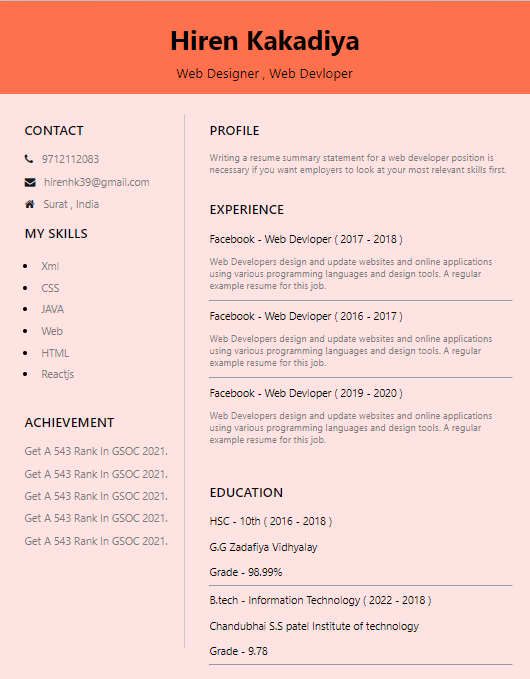 Hiren Kakadiya
Web Designer , Web Devloper
CONTACT
9712112083
hirenhk39@gmail.com
Surat , India
MY SKILLS
Xml
CSS
JAVA
Web
HTML
Reactjs
ACHIEVEMENT
Get A 543 Rank In GSOC 2021.
Get A 543 Rank In GSOC 2021.
Get A 543 Rank In GSOC 2021.
Get A 543 Rank In GSOC 2021.
Get A 543 Rank In GSOC 2021.
PROFILE
Writing a resume summary statement for a web developer position is
necessary if you want employers to look at your most relevant skills first.
EXPERIENCE
Facebook - Web Devloper ( 2017 - 2018 )
Web Developers design and update websites and online applications
using various programming languages and design tools. A regular
example resume for this job.
Facebook - Web Devloper ( 2016 - 2017 )
Web Developers design and update websites and online applications
using various programming languages and design tools. A regular
example resume for this job.
Facebook - Web Devloper ( 2019 - 2020 )
Web Developers design and update websites and online applications
using various programming languages and design tools. A regular
example resume for this job.
EDUCATION
HSC - 10th ( 2016 - 2018 )
G.G Zadafiya Vidhyalay
Grade - 98.99%
B.tech - Information Technology ( 2022 - 2018 )
Chandubhai S.S patel Institute of technology
Grade - 9.78